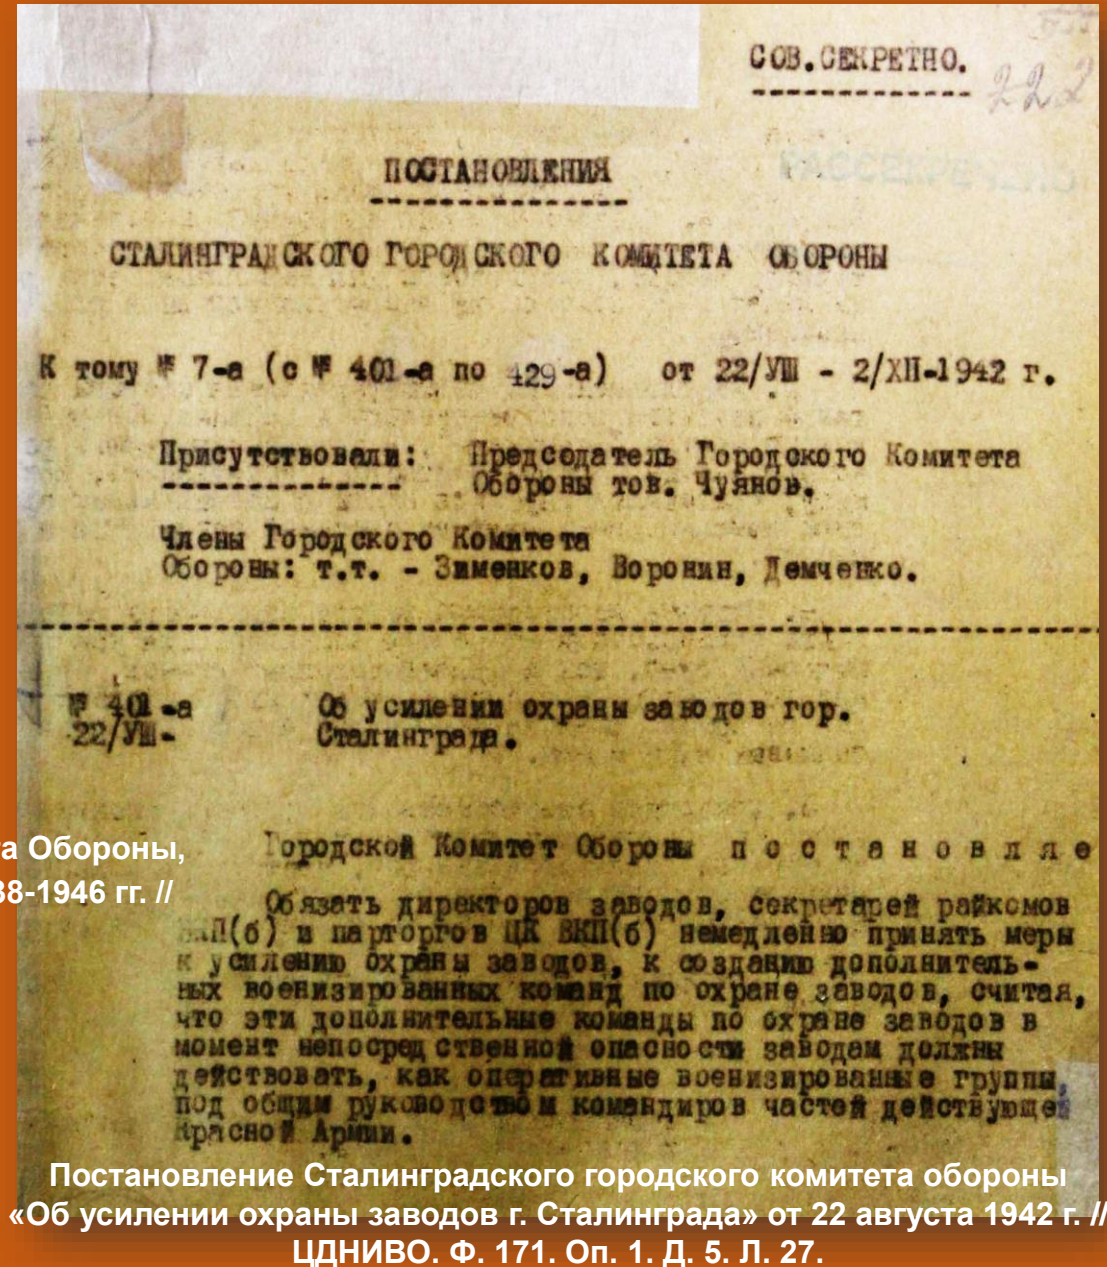 СОВ.СЕКРЕТНО.
222
РАССЕКРЕЧЕНО
ПОСТАНОВЛЕНИЯ
СТАЛИНГРАДСКОГО ГОРОДСКОГО КОМИТЕТА ОБОРОНЫ
К тому № 7-а (с № 401-а по 429-а) от 22/УШ - 2/ХП-1942 г.
Присутствовали: Председатель Городского Комитета
Обороны тов. Чуянов.
Члены Городского Комитета
Обороны: т.т. - Зименков, Воронин, Демченко.
№ 401-а Об усилении охраны заводов гор.
22/УШ- Сталинграда.
Городской Комитет Обороны п о с т а н о в л я е
а Обороны,
38-1946 гг. //
Обязать директоров заводов, секретарей райкомов
ВКП(б) и парторгов ЦК ВКП(б) немедленно принять меры
к усилению охраны заводов, к созданию дополнитель-
ных военизированных команд по охране заводов, считая,
что эти дополнительные команды по охране заводов в
момент непосредственной опасности заводам должны
действовать, как оперативные военизированные группы,
под общим руководством командиров частей действующей
Красной Армии.
Постановление Сталинградского городского комитета обороны
«Об усилении охраны заводов г. Сталинграда» от 22 августа 1942 г. //
ЦДНИВО. Ф. 171. Оп. 1. Д. 5. Л. 27.